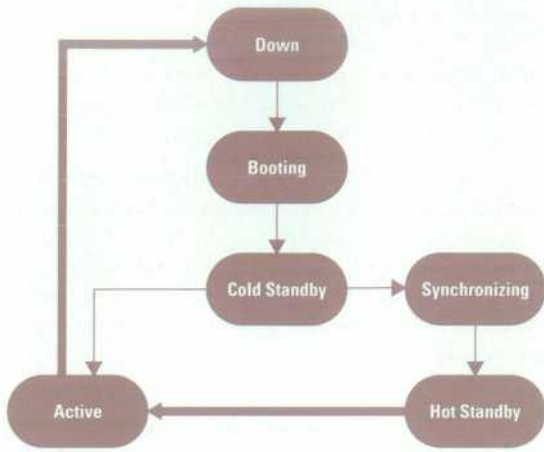 Down
Booting
Cold Standby
Synchronizing
Active
Hot Standby